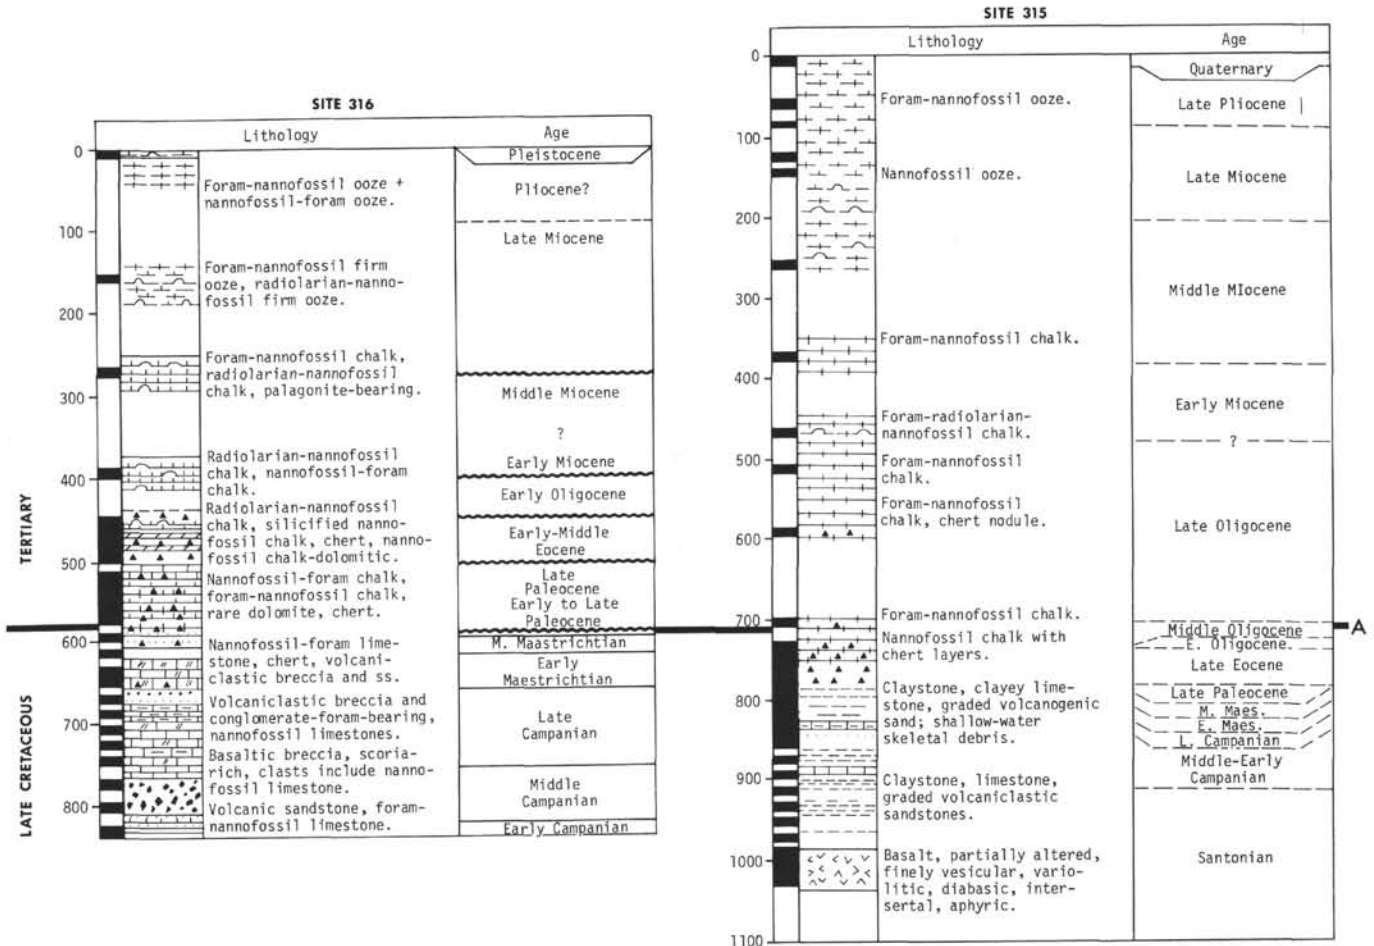 SITE 316
Lithology
Age
0
100
200
300
400
500
600
700
800
TERTIARY
LATE CRETACEOUS
Foram-nannofossil ooze +
nannofossil-foram ooze.
Foram-nannofossil firm
ooze, radiolarian-nanno-
fossil firm ooze.
Foram-nannofossil chalk,
radiolarian-nannofossil
chalk, palagonite-bearing.
Radiolarian-nannofossil
chalk, nannofossil-foram
chalk.
Radiolarian-nannofossil
chalk, silicified nanno-
fossil chalk, chert, nanno-
fossil chalk-dolomitic.
Nannofossil-foram chalk,
foram-nannofossil chalk,
rare dolomite, chert.
Nannofossil-foram lime-
stone, chert, volcani-
clastic breccia and ss.
Volcaniclastic breccia and
conglomerate-foram-bearing,
nannofossil limestones.
Basaltic breccia, scoria-
rich, clasts include nanno-
fossil limestone.
Volcanic sandstone, foram-
nannofossil limestone.
Pleistocene
Pliocene?
Late Miocene
Middle Miocene
?
Early Miocene
Early Oligocene
Early-Middle
Eocene
Late
Paleocene
Early to Late
Paleocene
M. Maastrichtian
Early
Maestrichtian
Late
Campanian
Middle
Campanian
Early Campanian
SITE 315
Lithology
Age
0
100
200
300
400
500
600
700
800
900
1000
1100
Foram-nannofossil ooze.
Nannofossil ooze.
Foram-nannofossil chalk.
Foram-radiolarian-
nannofossil chalk.
Foram-nannofossil
chalk.
Foram-nannofossil
chalk, chert nodule.
Foram-nannofossil chalk.
Nannofossil chalk with
chert layers.
Claystone, clayey lime-
stone, graded volcanogenic
sand; shallow-water
skeletal debris.
Claystone, limestone,
graded volcaniclastic
sandstones.
Basalt, partially altered,
finely vesicular, vario-
litic, diabasic, inter-
sertal, aphyric.
Quaternary
Late Pliocene
Late Miocene
Middle MIocene
Early Miocene
?
Late Oligocene
Middle Oligocene
E. Oligocene.
Late Eocene
Late Paleocene
M. Maes.
E. Maes.
L. Campanian
Middle-Early
Campanian
Santonian
A